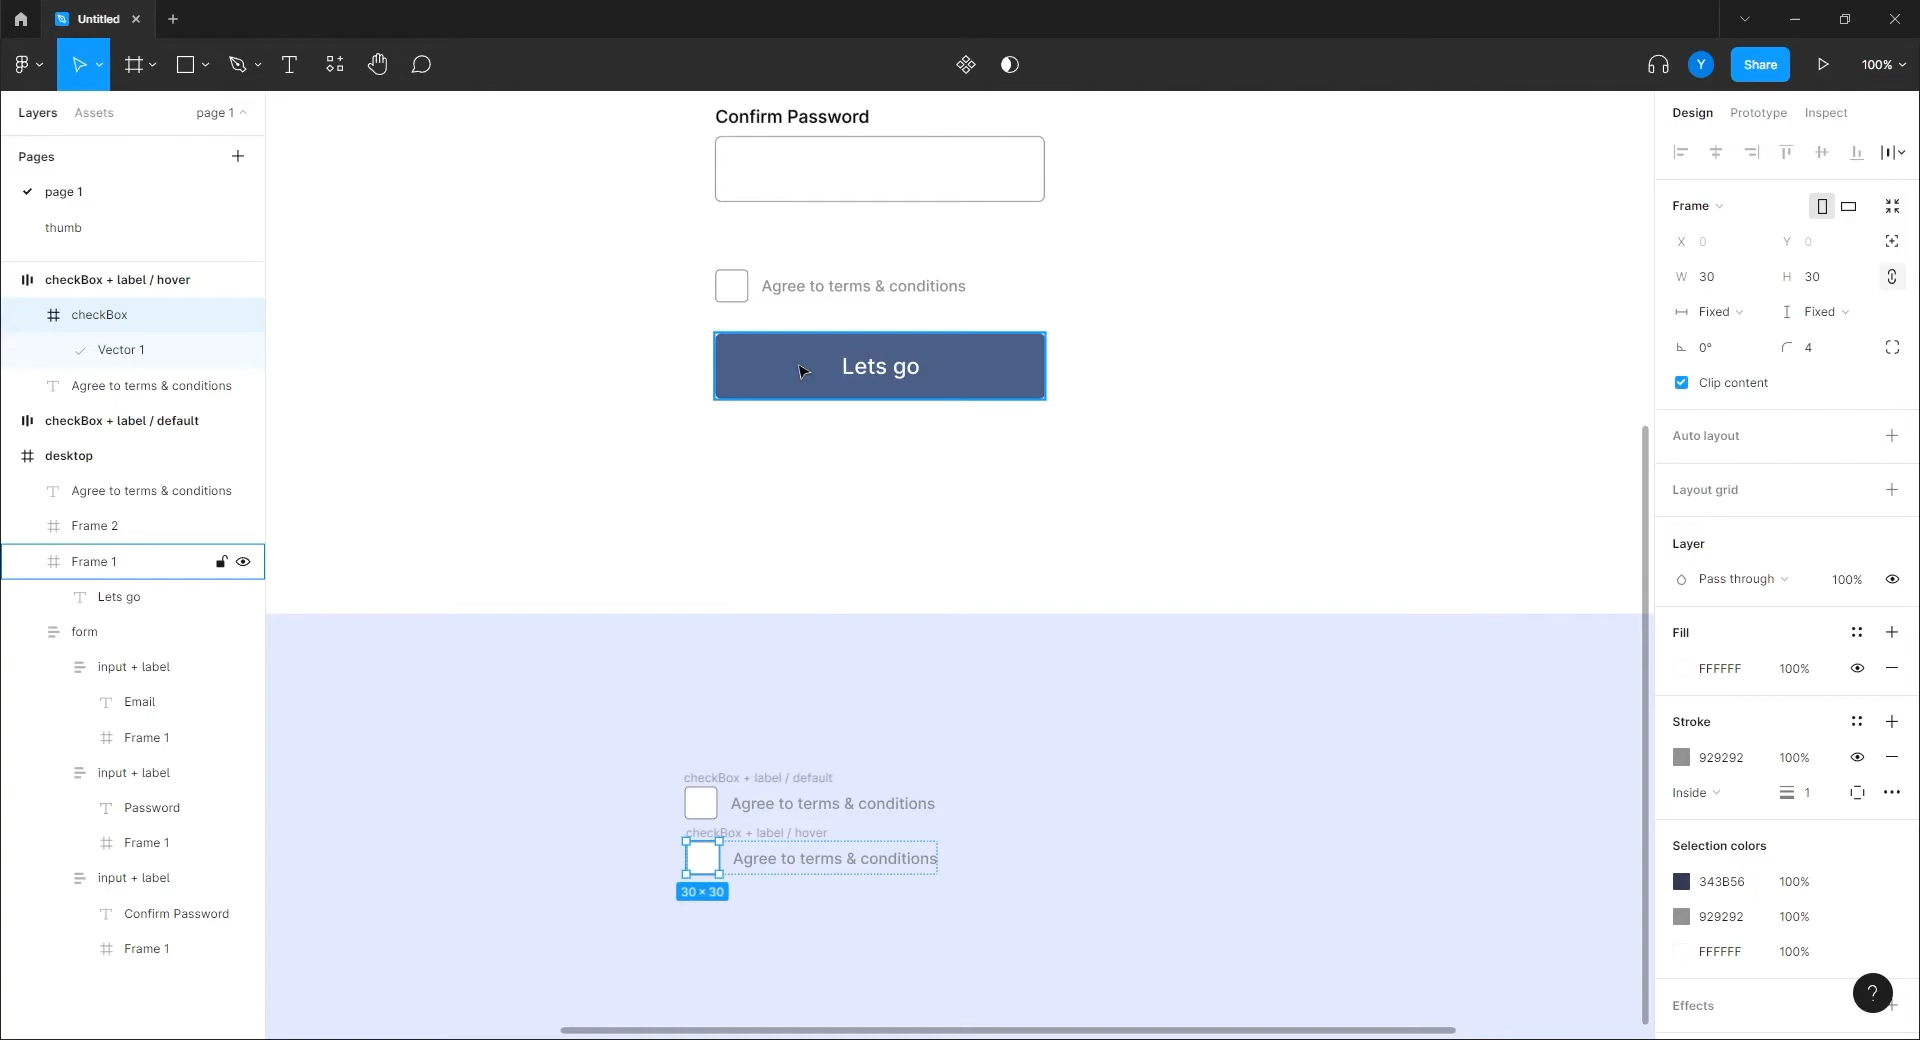 Untitled
Y
Share
100%
Layers
Assets
page 1
Pages
page 1
thumb
checkBox + label / hover
checkBox
Vector 1
Agree to terms & conditions
checkBox + label / default
desktop
Agree to terms & conditions
Frame 2
Frame 1
Lets go
form
input + label
Email
Frame 1
input + label
Password
Frame 1
input + label
Confirm Password
Frame 1
Confirm Password
Agree to terms & conditions
Lets go
checkBox + label / default
Agree to terms & conditions
checkBox + label / hover
Agree to terms & conditions
30 × 30
Design
Prototype
Inspect
Frame
X 0
Y 0
W 30
H 30
Fixed
Fixed
0°
4
Clip content
Auto layout
Layout grid
Layer
Pass through
100%
Fill
FFFFFF
100%
Stroke
929292
100%
Inside
1
Selection colors
343B56
100%
929292
100%
FFFFFF
100%
Effects
?